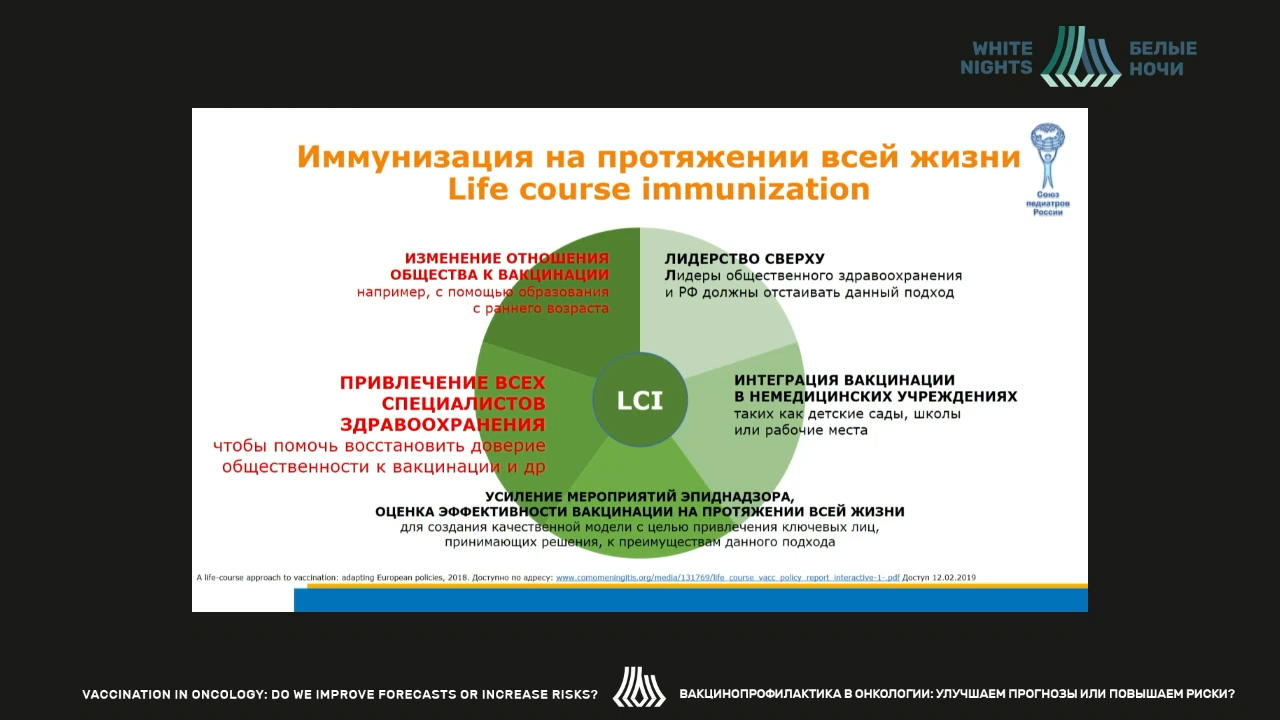 WHITE
NIGHTS
БЕЛЫЕ
НОЧИ
Иммунизация на протяжении всей жизни
Life course immunization
Союз
педиатров
России
ИЗМЕНЕНИЕ ОТНОШЕНИЯ
ОБЩЕСТВА К ВАКЦИНАЦИИ
например, с помощью образования
с раннего возраста
ЛИДЕРСТВО СВЕРХУ
Лидеры общественного здравоохранения
и РФ должны отстаивать данный подход
ПРИВЛЕЧЕНИЕ ВСЕХ
СПЕЦИАЛИСТОВ
ЗДРАВООХРАНЕНИЯ
чтобы помочь восстановить доверие
общественности к вакцинации и др
LCI
ИНТЕГРАЦИЯ ВАКЦИНАЦИИ
В НЕМЕДИЦИНСКИХ УЧРЕЖДЕНИЯХ
таких как детские сады, школы
или рабочие места
УСИЛЕНИЕ МЕРОПРИЯТИЙ ЭПИДНАДЗОРА,
ОЦЕНКА ЭФФЕКТИВНОСТИ ВАКЦИНАЦИИ НА ПРОТЯЖЕНИИ ВСЕЙ ЖИЗНИ
для создания качественной модели с целью привлечения ключевых лиц,
принимающих решения, к преимуществам данного подхода
A life-course approach to vaccination: adapting European policies, 2018. Доступно по адресу: www.comomeningitis.org/media/131769/life_course_vacc_policy_report_interactive-1-.pdf Доступ 12.02.2019
VACCINATION IN ONCOLOGY: DO WE IMPROVE FORECASTS OR INCREASE RISKS?
ВАКЦИНОПРОФИЛАКТИКА В ОНКОЛОГИИ: УЛУЧШАЕМ ПРОГНОЗЫ ИЛИ ПОВЫШАЕМ РИСКИ?